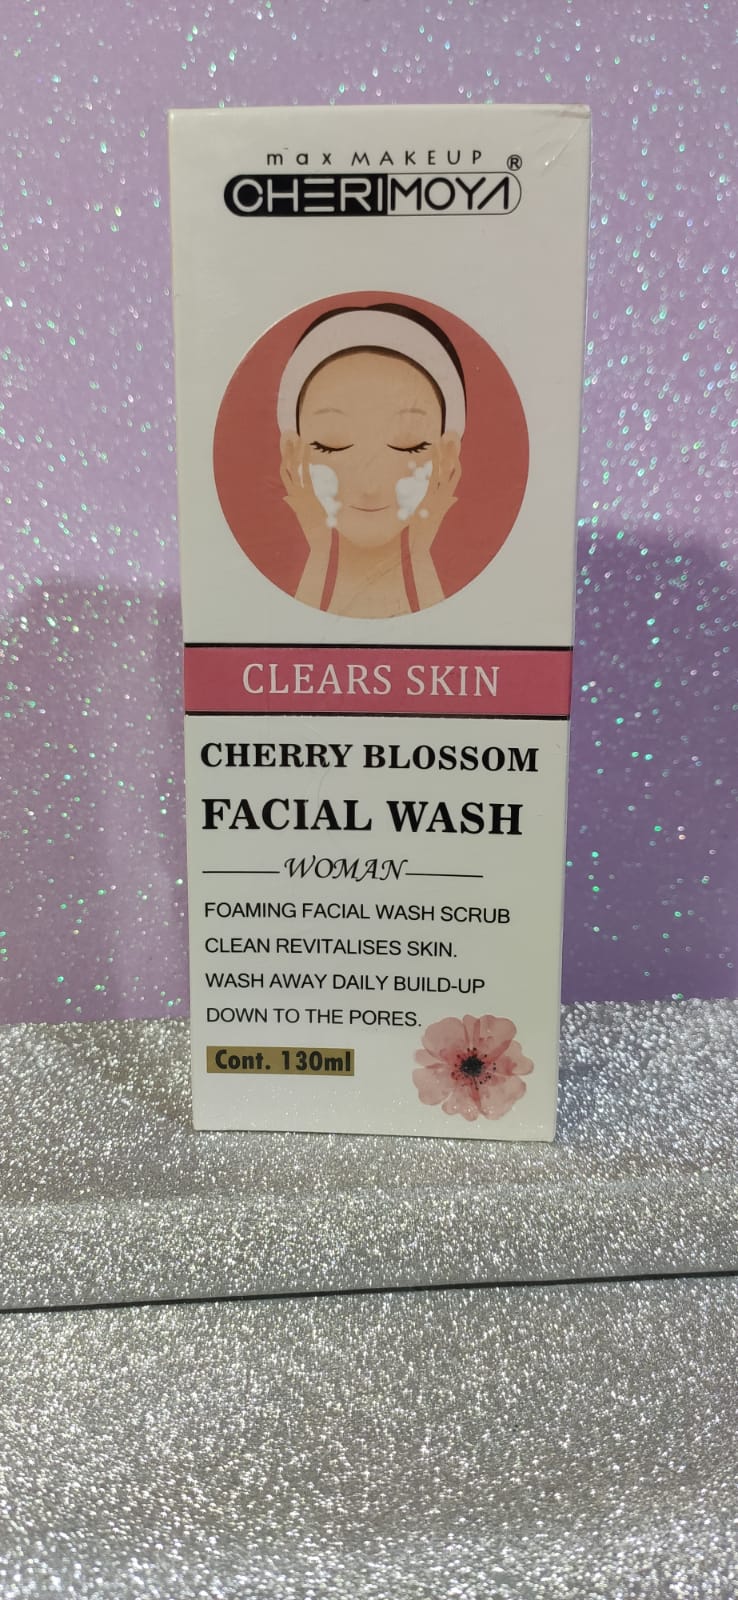 max MAKEUP ®
CHERIMOYA
CLEARS SKIN
CHERRY BLOSSOM
FACIAL WASH
WOMAN
FOAMING FACIAL WASH SCRUB
CLEAN REVITALISES SKIN.
WASH AWAY DAILY BUILD-UP
DOWN TO THE PORES.
Cont. 130ml